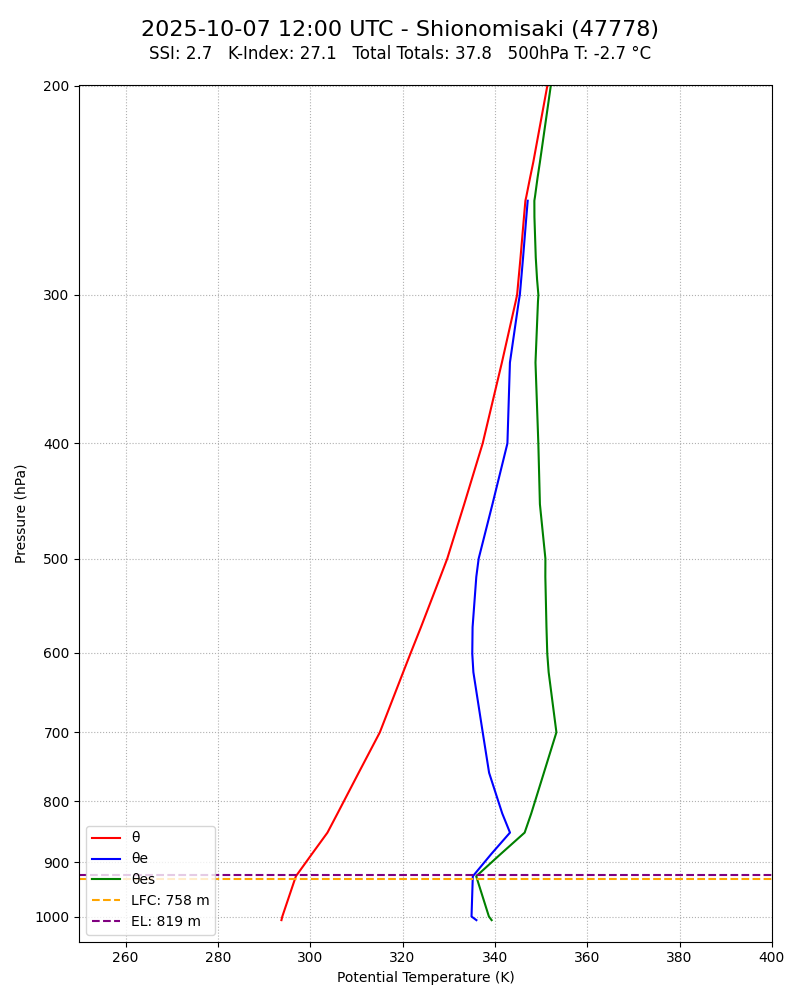 2025-10-07 12:00 UTC - Shionomisaki (47778)
SSI: 2.7   K-Index: 27.1   Total Totals: 37.8   500hPa T: -2.7 °C
200
300
400
500
600
700
800
900
1000
Pressure (hPa)
θ
θe
θes
LFC: 758 m
EL: 819 m
260 280 300 320 340 360 380 400
Potential Temperature (K)